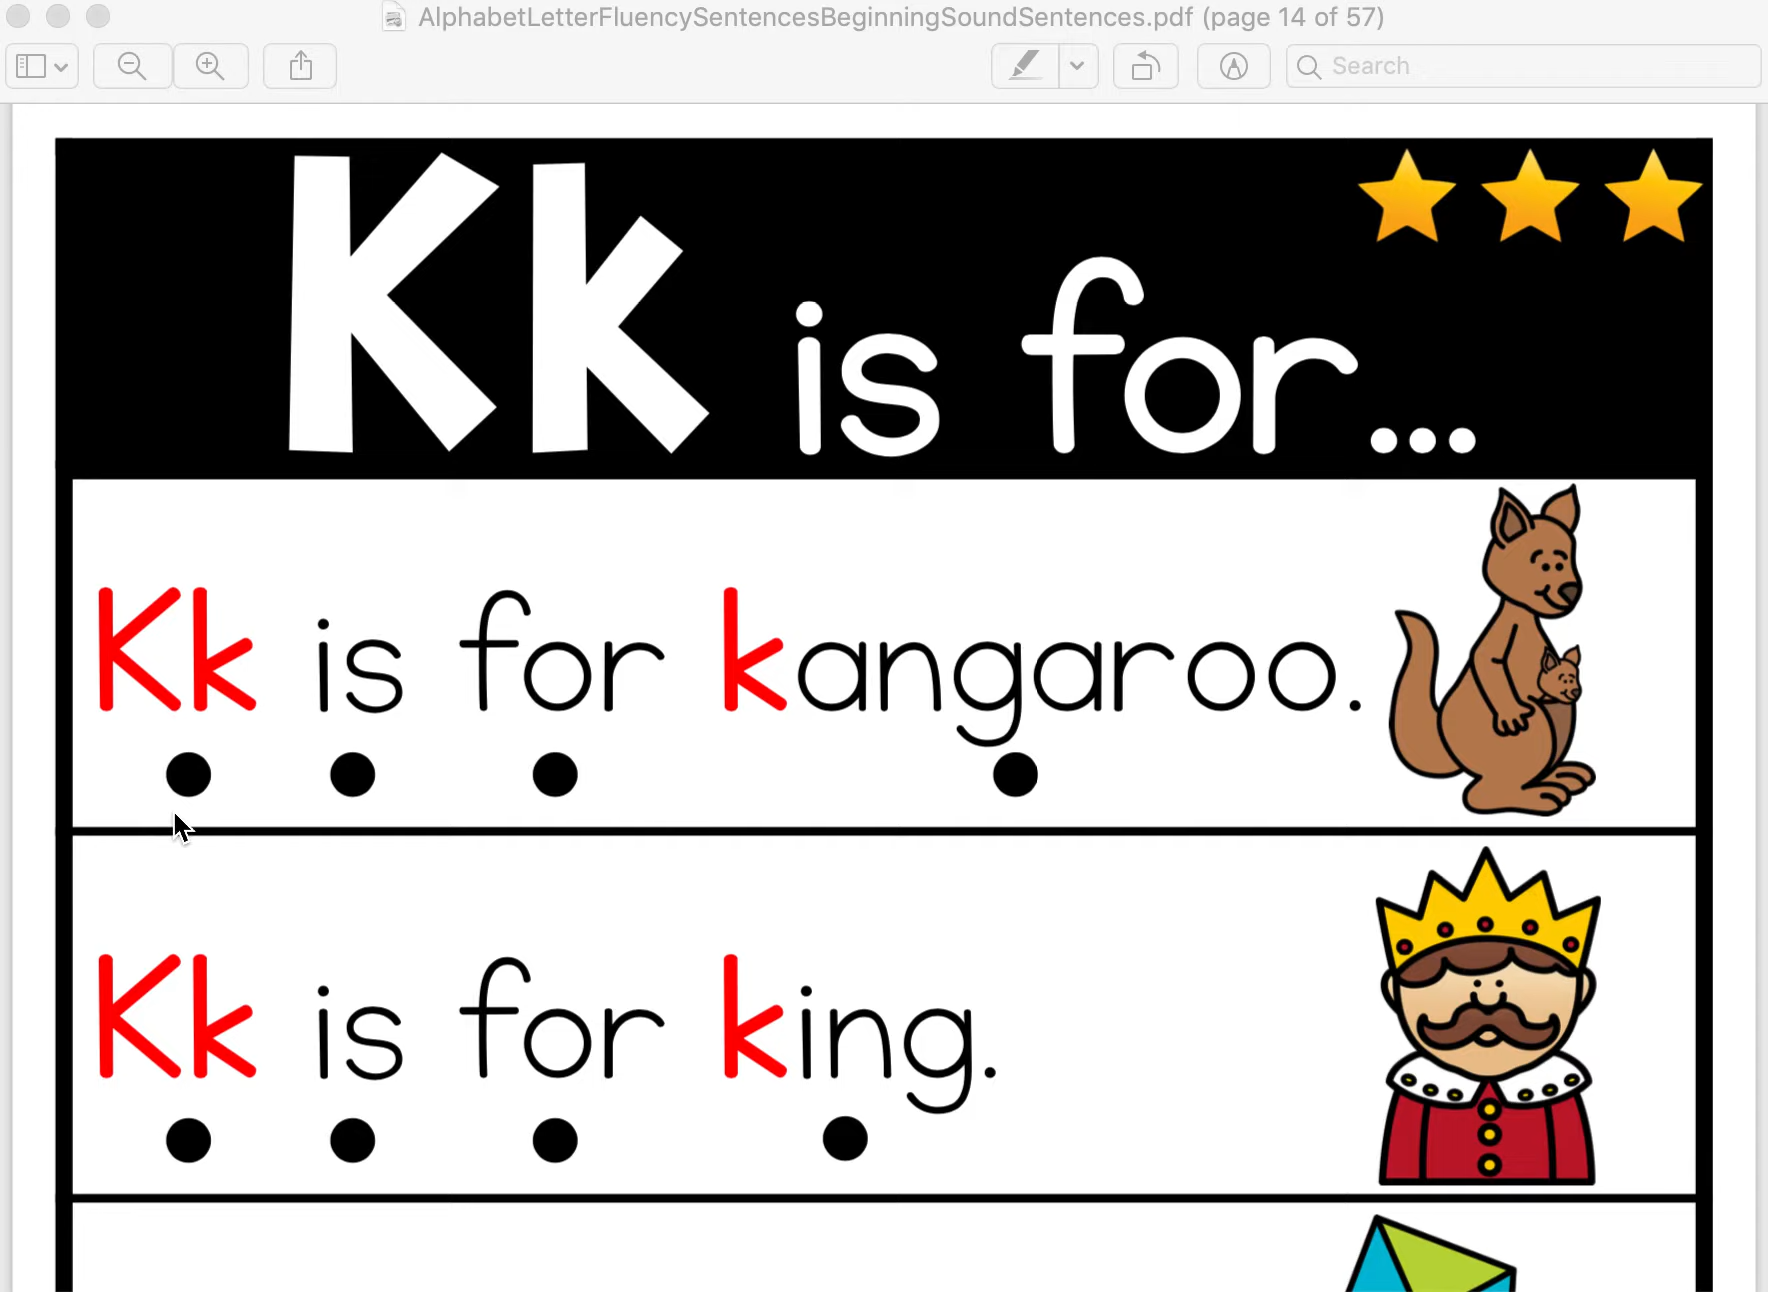 AlphabetLetterFluencySentencesBeginningSoundSentences.pdf (page 14 of 57)
Search
Kk is for...
Kk is for kangaroo.
Kk is for king.